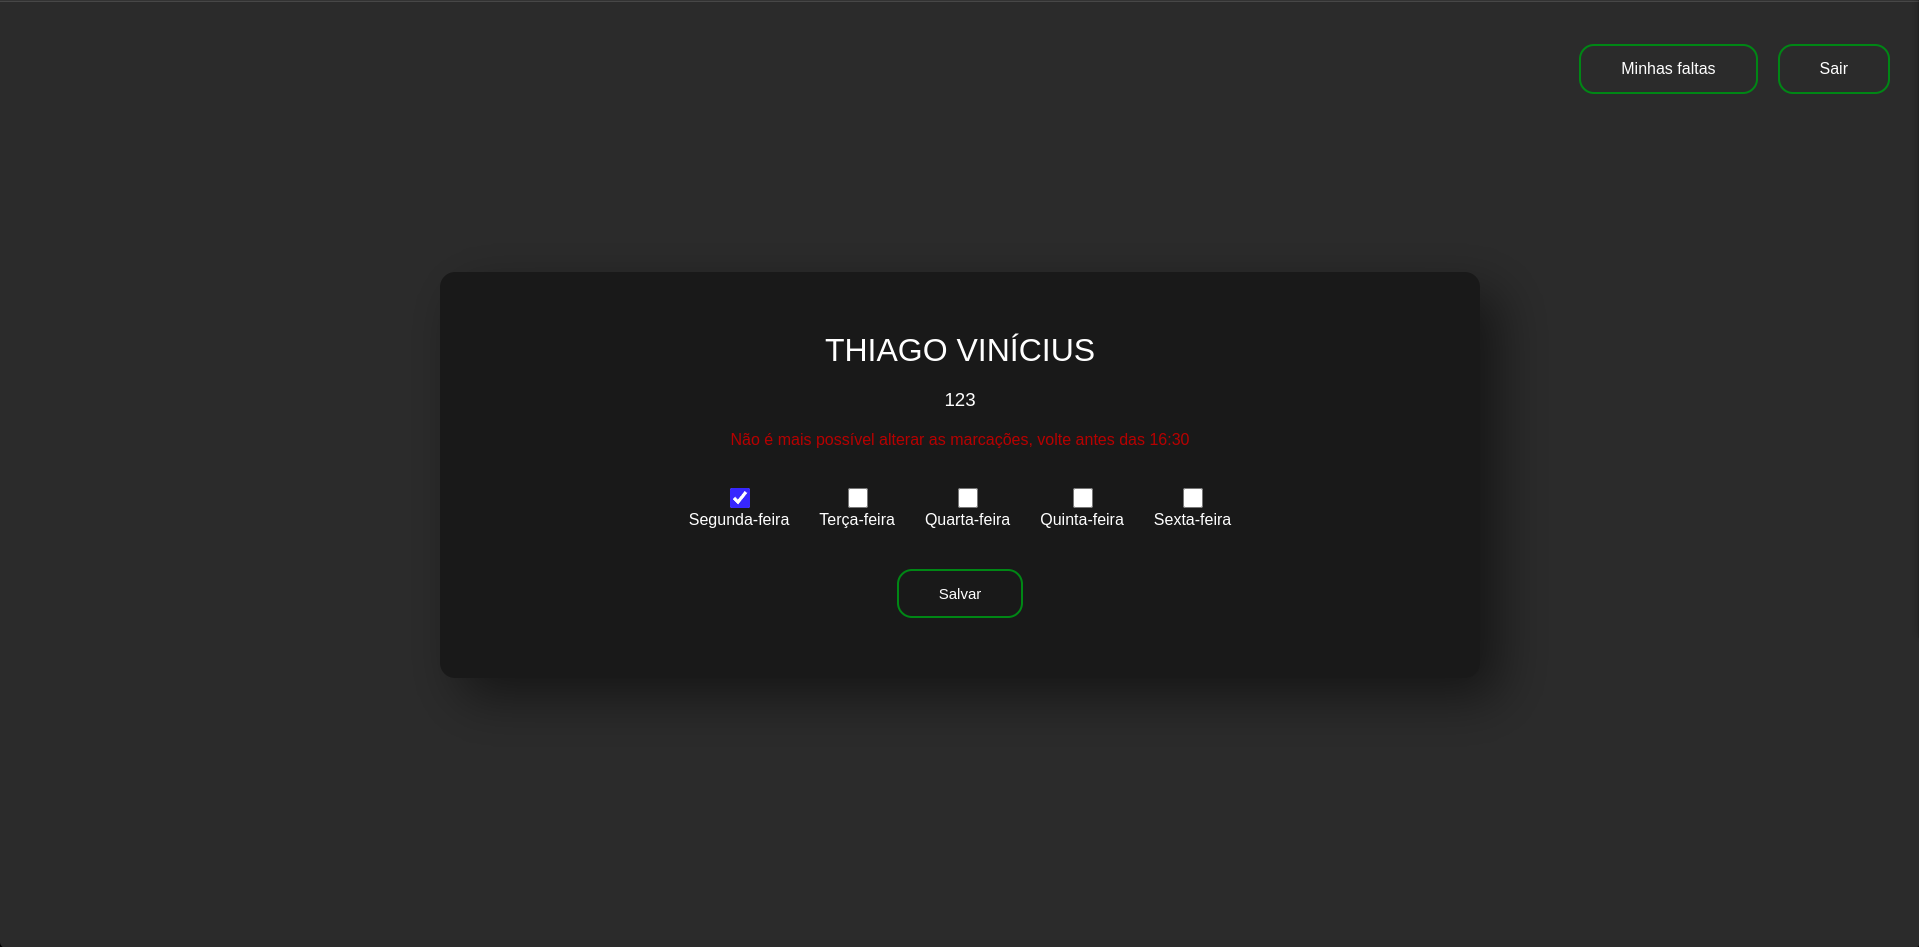 Minhas faltas
Sair
THIAGO VINÍCIUS
123
Não é mais possível alterar as marcações, volte antes das 16:30
Segunda-feira Terça-feira Quarta-feira Quinta-feira Sexta-feira
Salvar